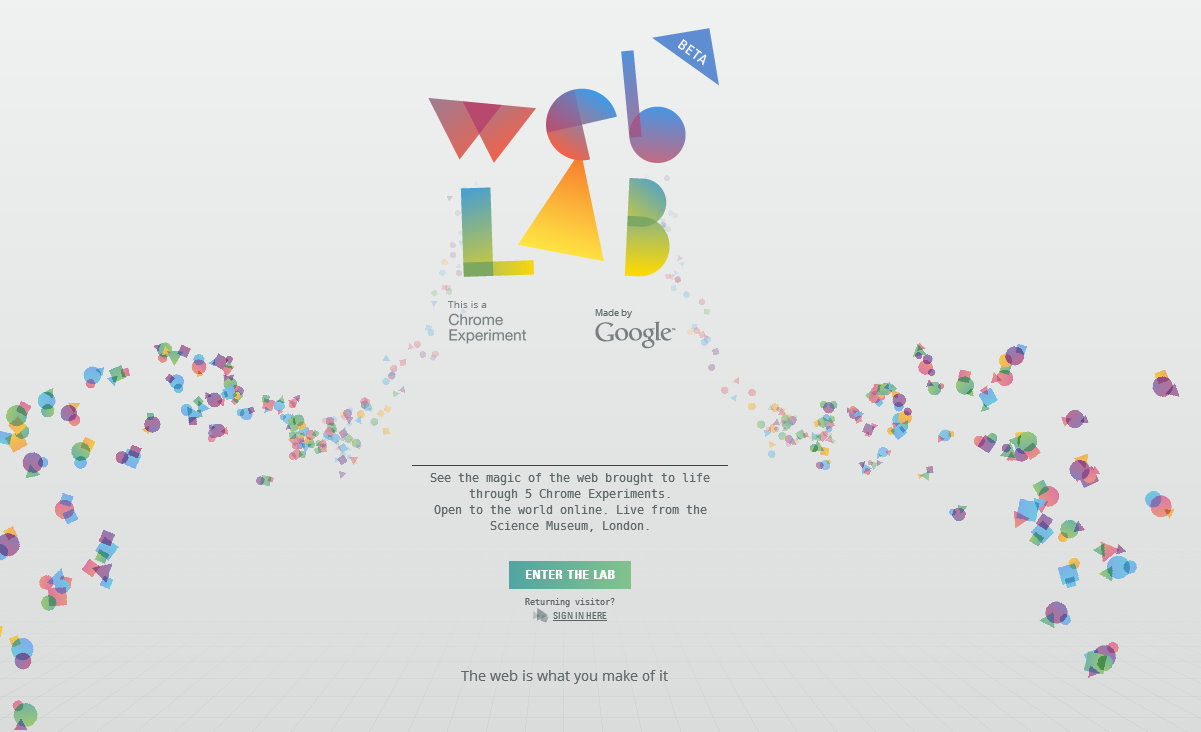 BETA
Web
LAB
This is a
Chrome
Experiment
Made by
Google™
See the magic of the web brought to life
through 5 Chrome Experiments.
Open to the world online. Live from the
Science Museum, London.
ENTER THE LAB
Returning visitor?
SIGN IN HERE
The web is what you make of it